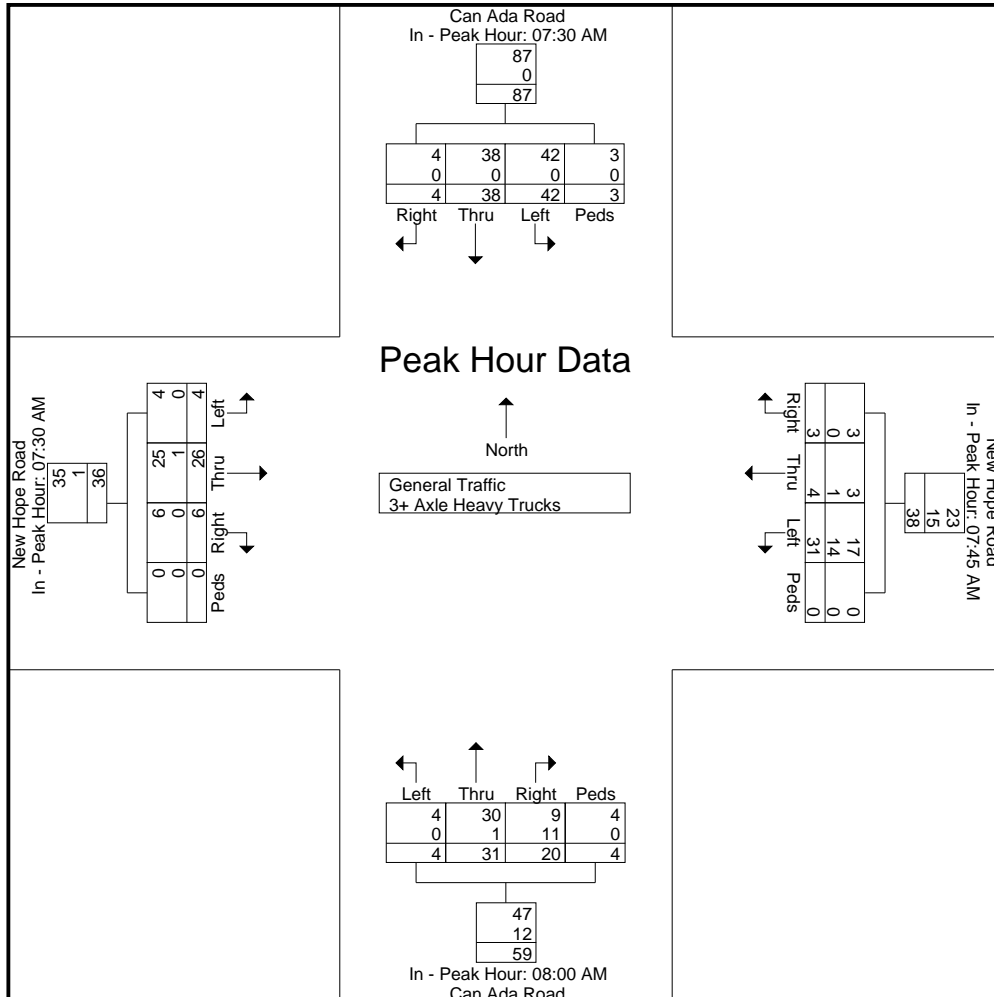 Can Ada Road
In - Peak Hour: 07:30 AM
87
0
87
4 38 42 3
0 0 0 0
4 38 42 3
Right Thru Left Peds
Peak Hour Data
North
General Traffic
3+ Axle Heavy Trucks
New Hope Road
In - Peak Hour: 07:30 AM
35
1
36
4 0 4 Left
25 1 26 Thru
6 0 6 Right
0 0 0 Peds
Right 3 0 3
Thru 4 1 3
Left 31 14 17
Peds 0 0 0
23
15
38
New Hope Road
In - Peak Hour: 07:45 AM
Left Thru Right Peds
4 30 9 4
0 1 11 0
4 31 20 4
47
12
59
In - Peak Hour: 08:00 AM
Can Ada Road